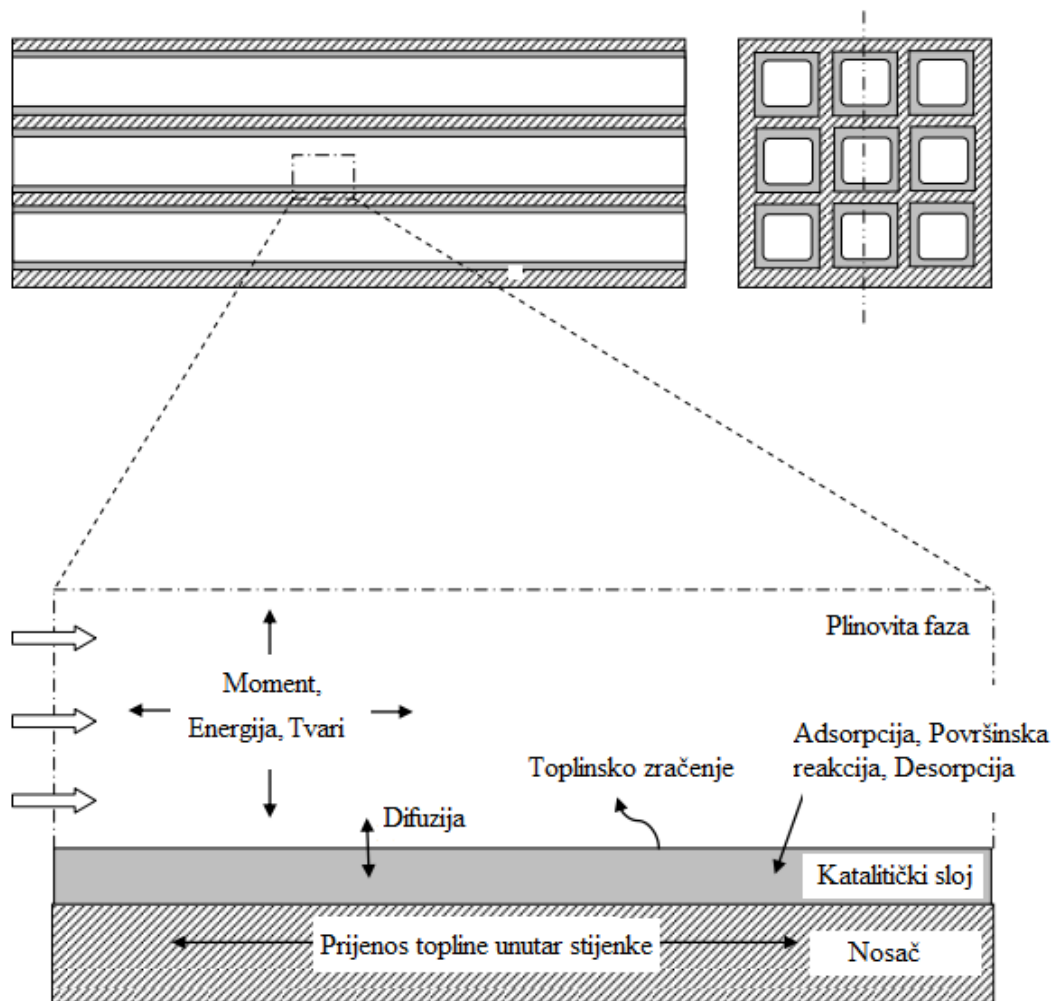 Plinovita faza
Moment,
Energija, Tvari
Adsorpcija, Površinska
reakcija, Desorpcija
Toplinsko zračenje
Difuzija
Katalitički sloj
Prijenos topline unutar stijenke
Nosač